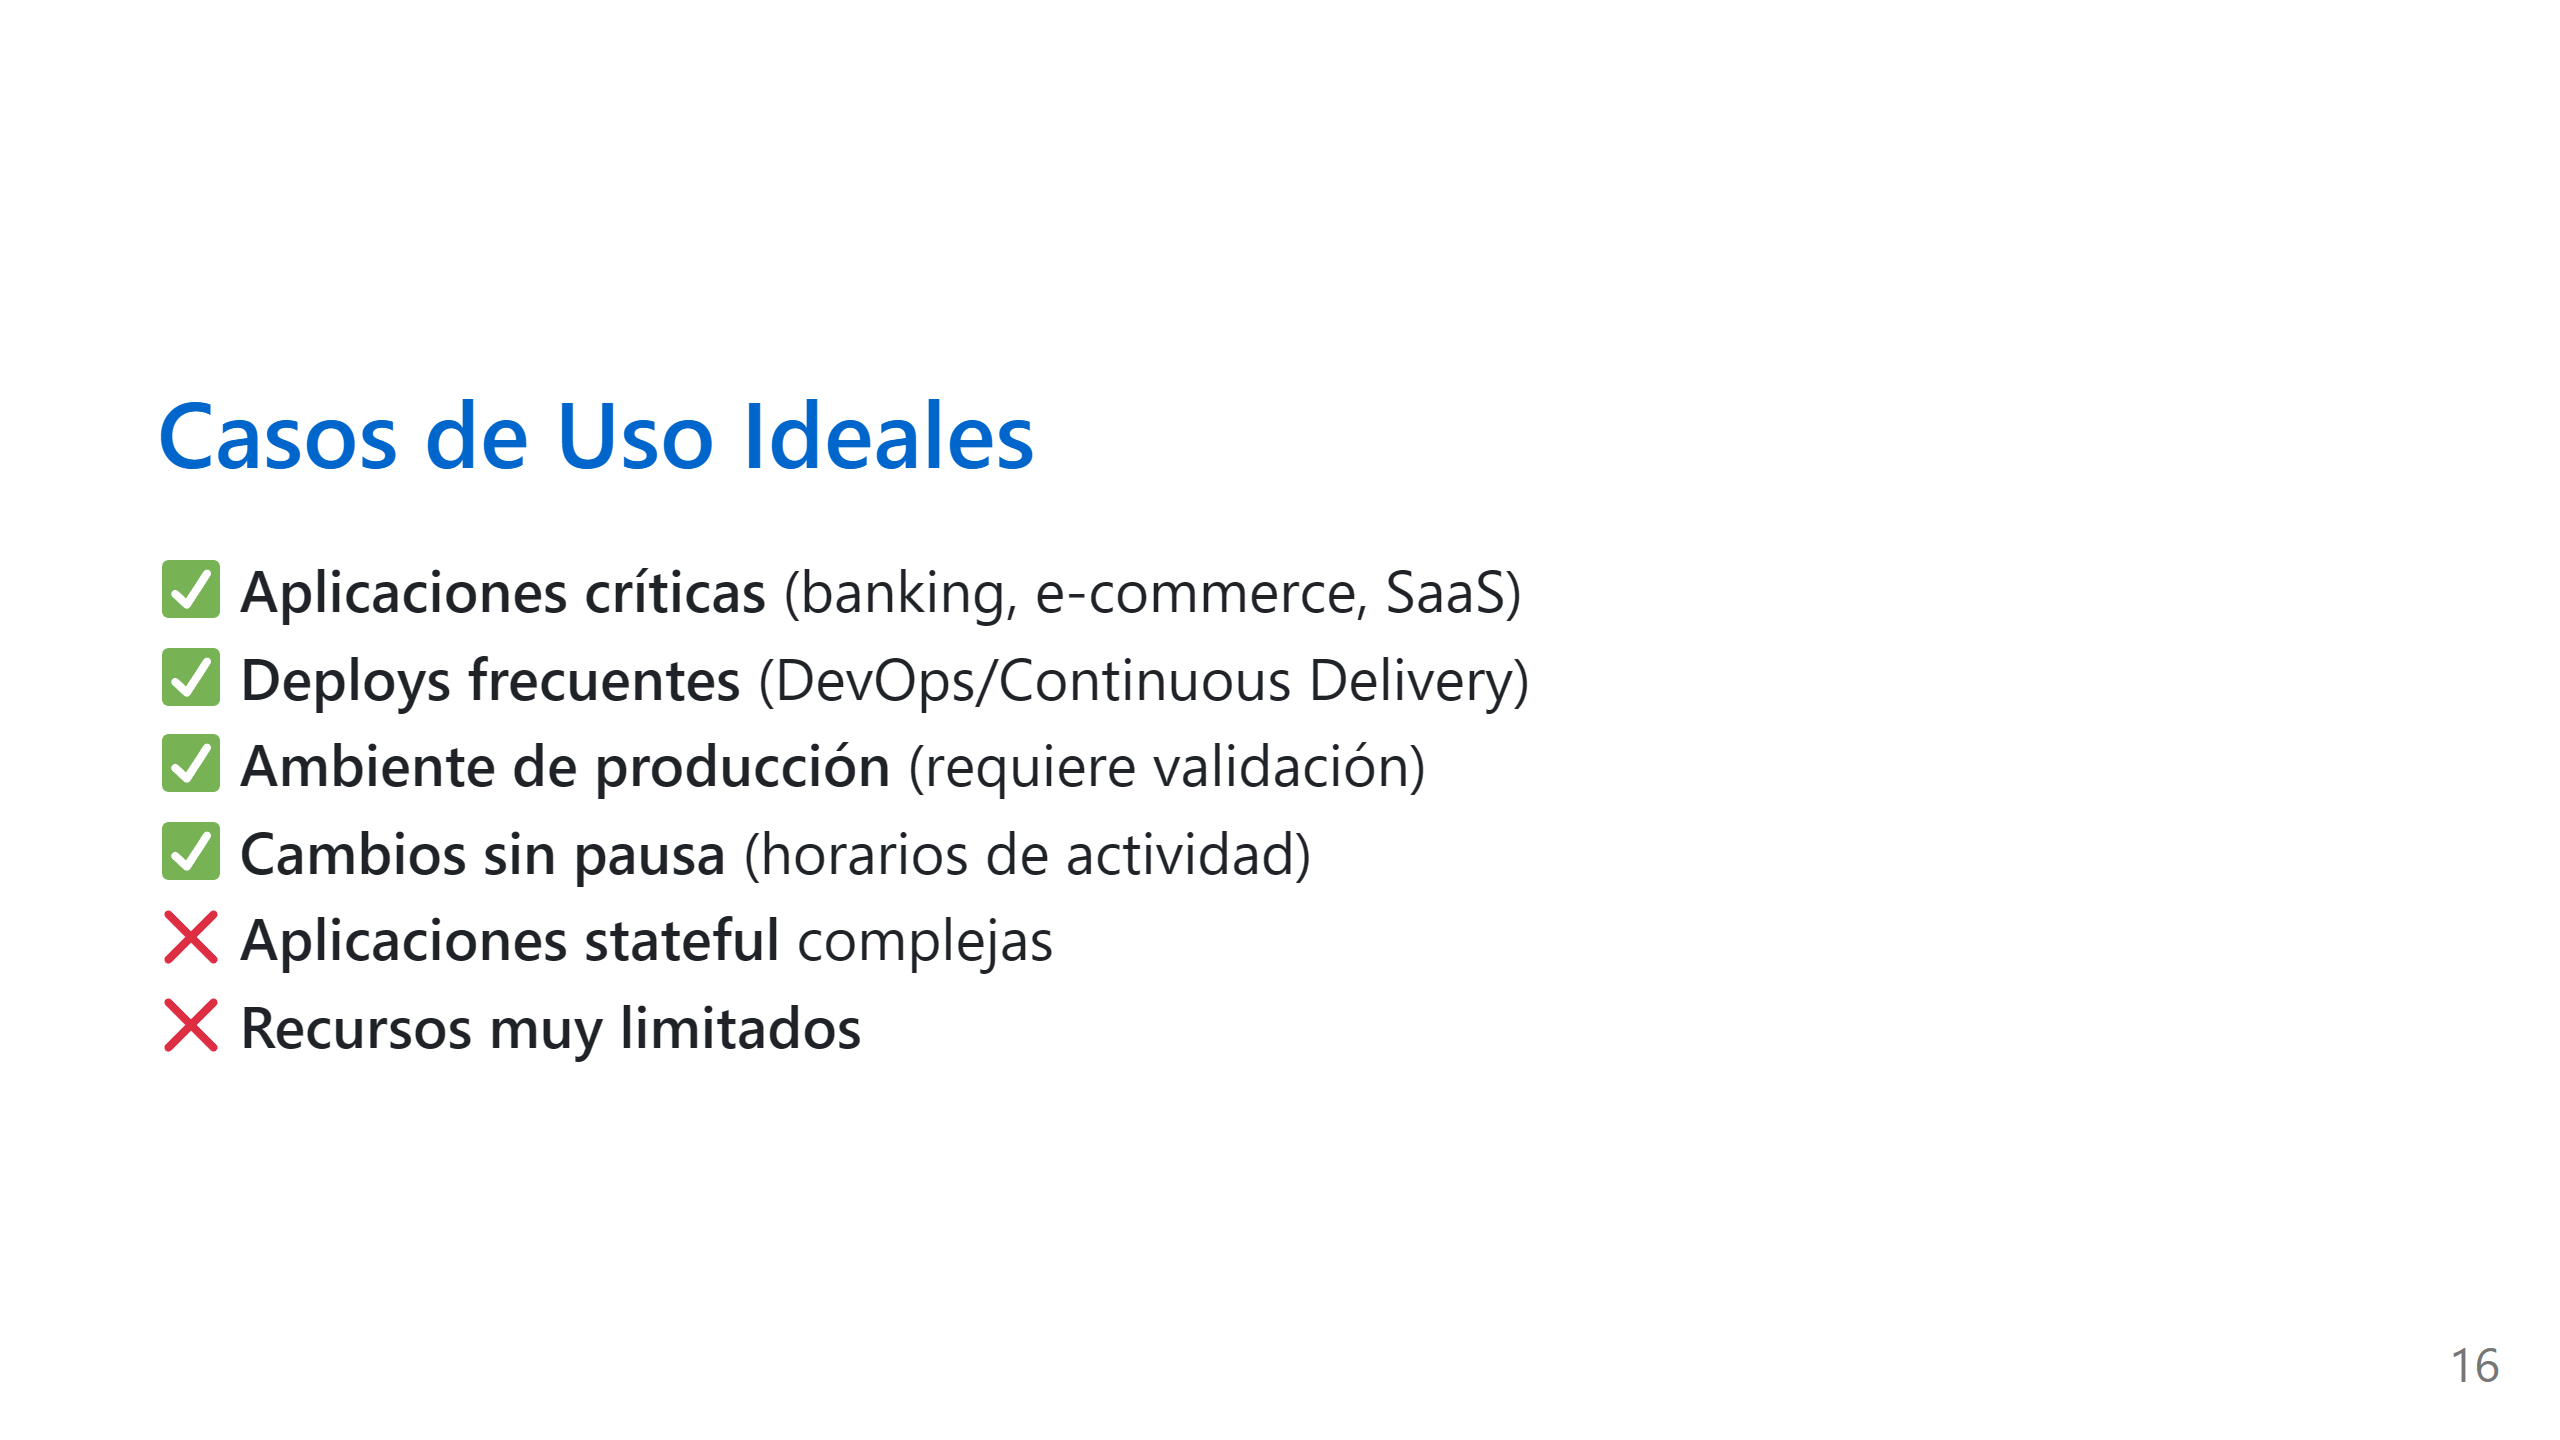 Casos de Uso Ideales
✅ Aplicaciones críticas (banking, e-commerce, SaaS)
✅ Deploys frecuentes (DevOps/Continuous Delivery)
✅ Ambiente de producción (requiere validación)
✅ Cambios sin pausa (horarios de actividad)
❌ Aplicaciones stateful complejas
❌ Recursos muy limitados
16